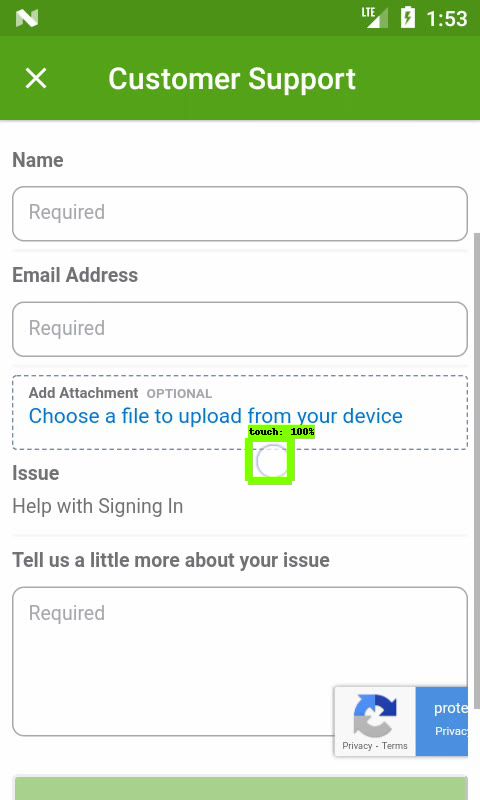 LTE 1:53
Customer Support
Name
Required
Email Address
Required
Add Attachment OPTIONAL
Choose a file to upload from your device
touch: 100%
Issue
Help with Signing In
Tell us a little more about your issue
Required
prote
Privacy - Terms
Privac